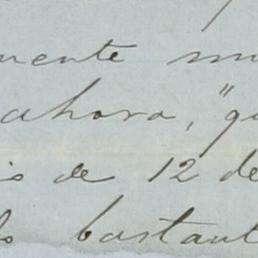 mente
ahora, "
de 12 de
bastant